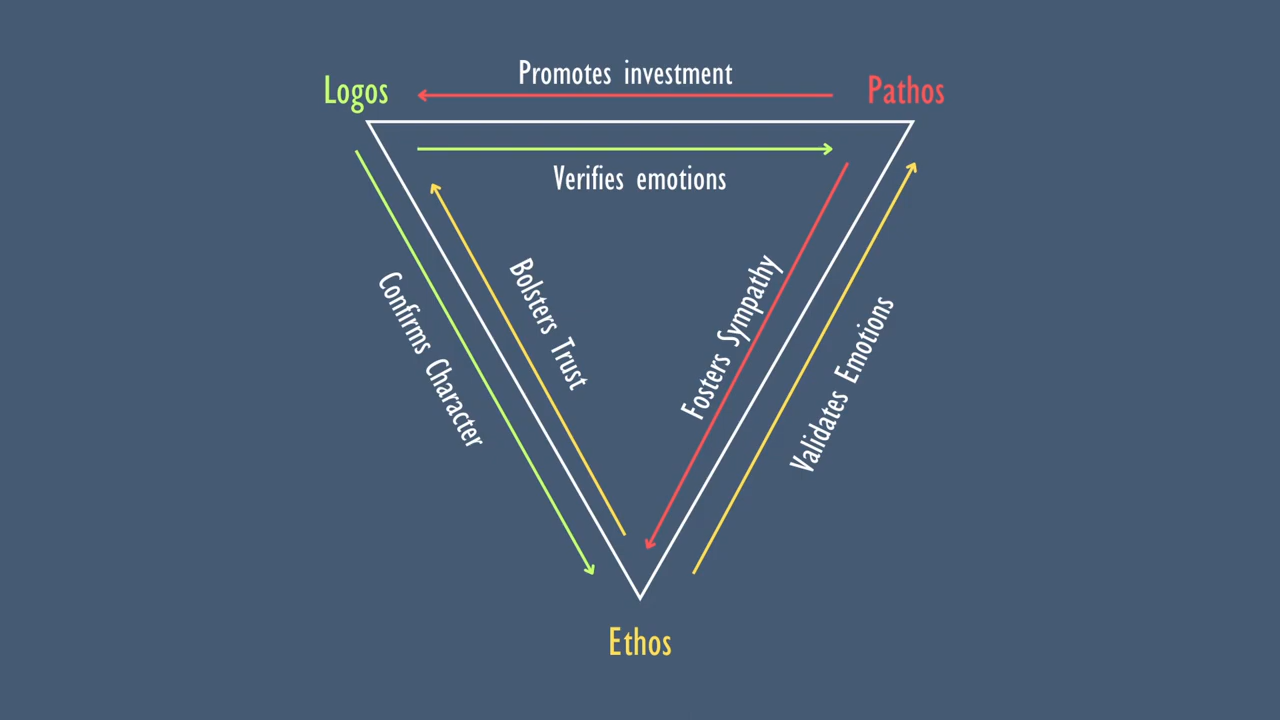 Promotes investment
Logos
Pathos
Verifies emotions
Confirms Character
Bolsters Trust
Fosters Sympathy
Validates Emotions
Ethos